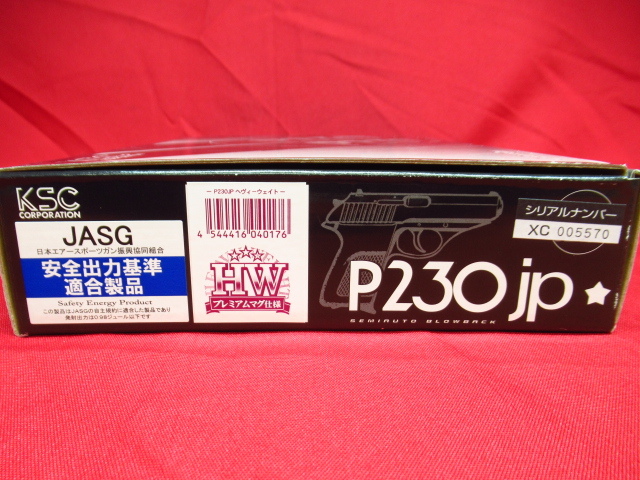 KSC
CORPORATION
JASG
日本エアースポーツガン振興協同組合
安全出力基準
適合製品
Safety Energy Product
この製品はJASGの自主規約に適合した製品であり
発射出力は0.98ジュール以下です
ー P230JP ヘヴィーウェイト ー
4 544416 040176
HW
プレミアムマグ仕様
P230jp
SEMIAUTO BLOWBACK
シリアルナンバー
XC 005570